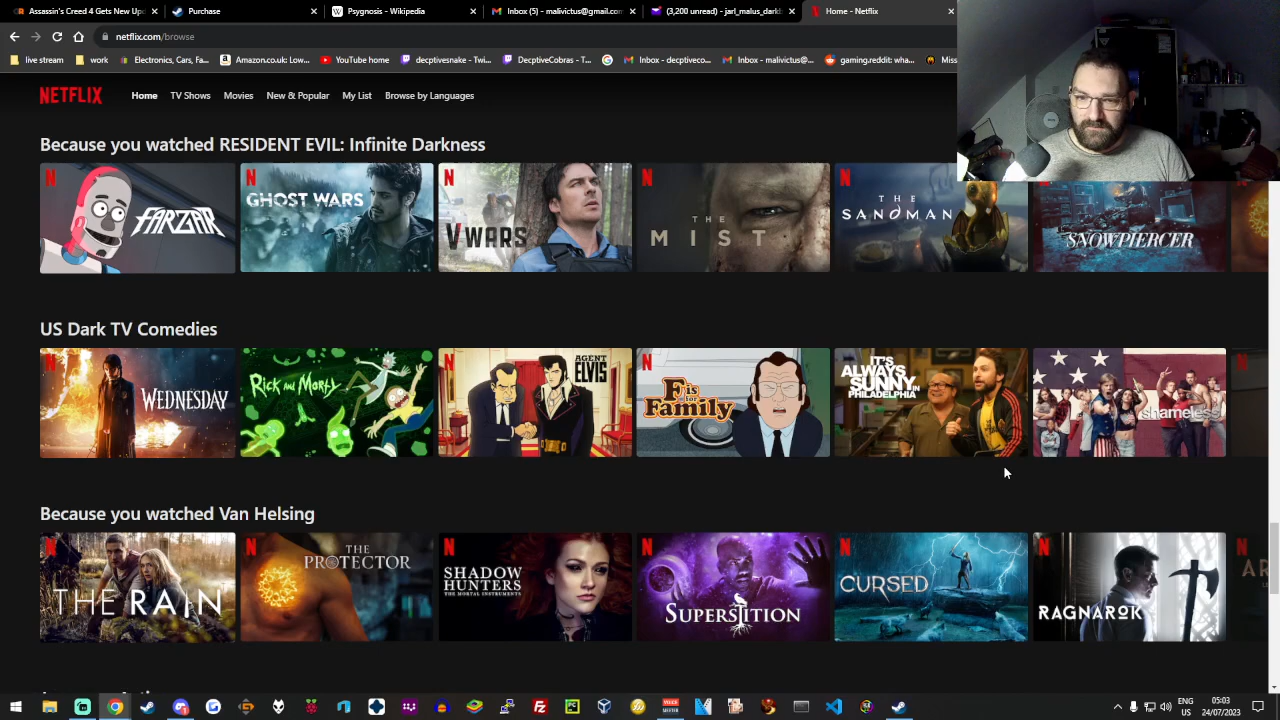 Assassin's Creed 4 Gets New Up
Purchase
Psygnosis - Wikipedia
Inbox (5) - malivictus@gmail.con
(3,200 unread) - jarl_malus_darkb
Home - Netflix
netflix.com/browse
live stream
work
Electronics, Cars, Fa...
Amazon.co.uk: Low...
YouTube home
decptivesnake - Twi...
DecptiveCobras - T...
Inbox - decptiveco...
Inbox - malivictus@...
gaming.reddit: wha...
Miss
NETFLIX
Home
TV Shows
Movies
New & Popular
My List
Browse by Languages
Because you watched RESIDENT EVIL: Infinite Darkness
FARZAR
GHOST WARS
V WARS
THE
MIST
THE
SANDMAN
SNOWPIERCER
US Dark TV Comedies
WEDNESDAY
RICK AND MORTY
AGENT
ELVIS
F is
for
Family
IT'S
ALWAYS
SUNNY IN
PHILADELPHIA
shameless
Because you watched Van Helsing
THE RAIN
THE
PROTECTOR
SHADOW
HUNTERS
THE MORTAL INSTRUMENTS
SUPERSTITION
CURSED
RAGNAROK
AR
ENG
US
05:03
24/07/2023